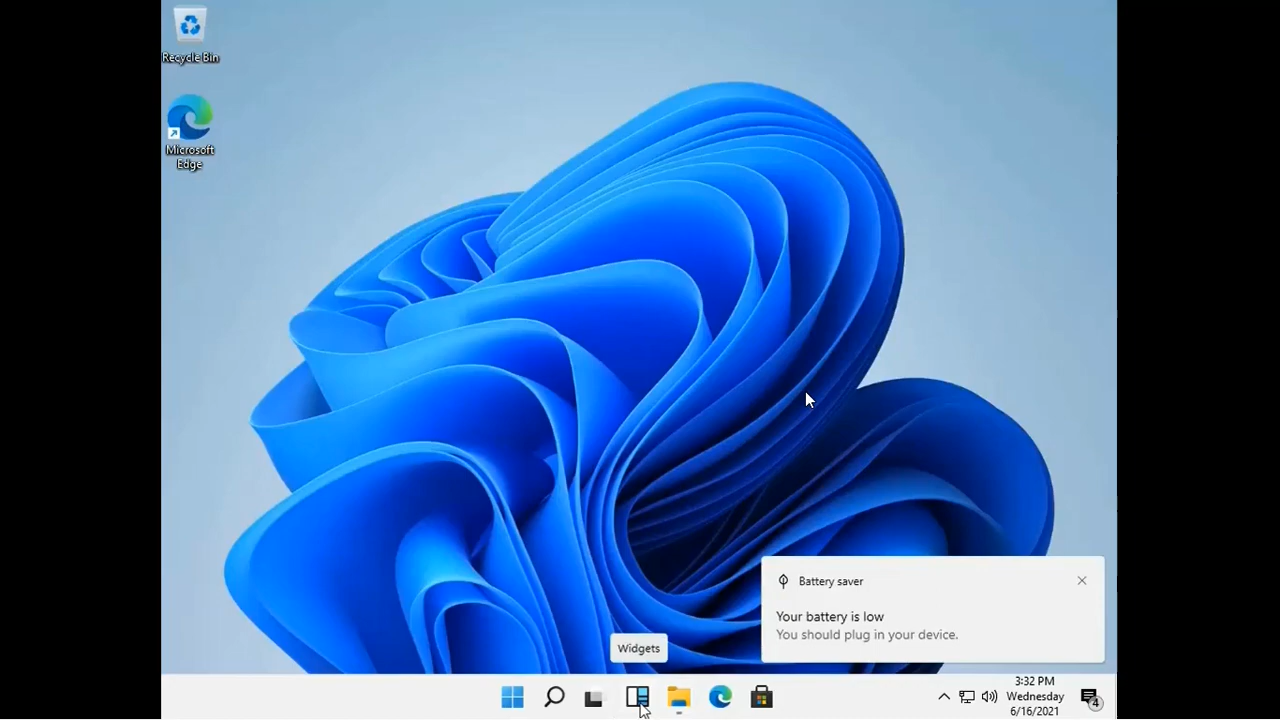 Recycle Bin
Microsoft
Edge
Battery saver
Your battery is low
You should plug in your device.
Widgets
3:32 PM
Wednesday
6/16/2021
4